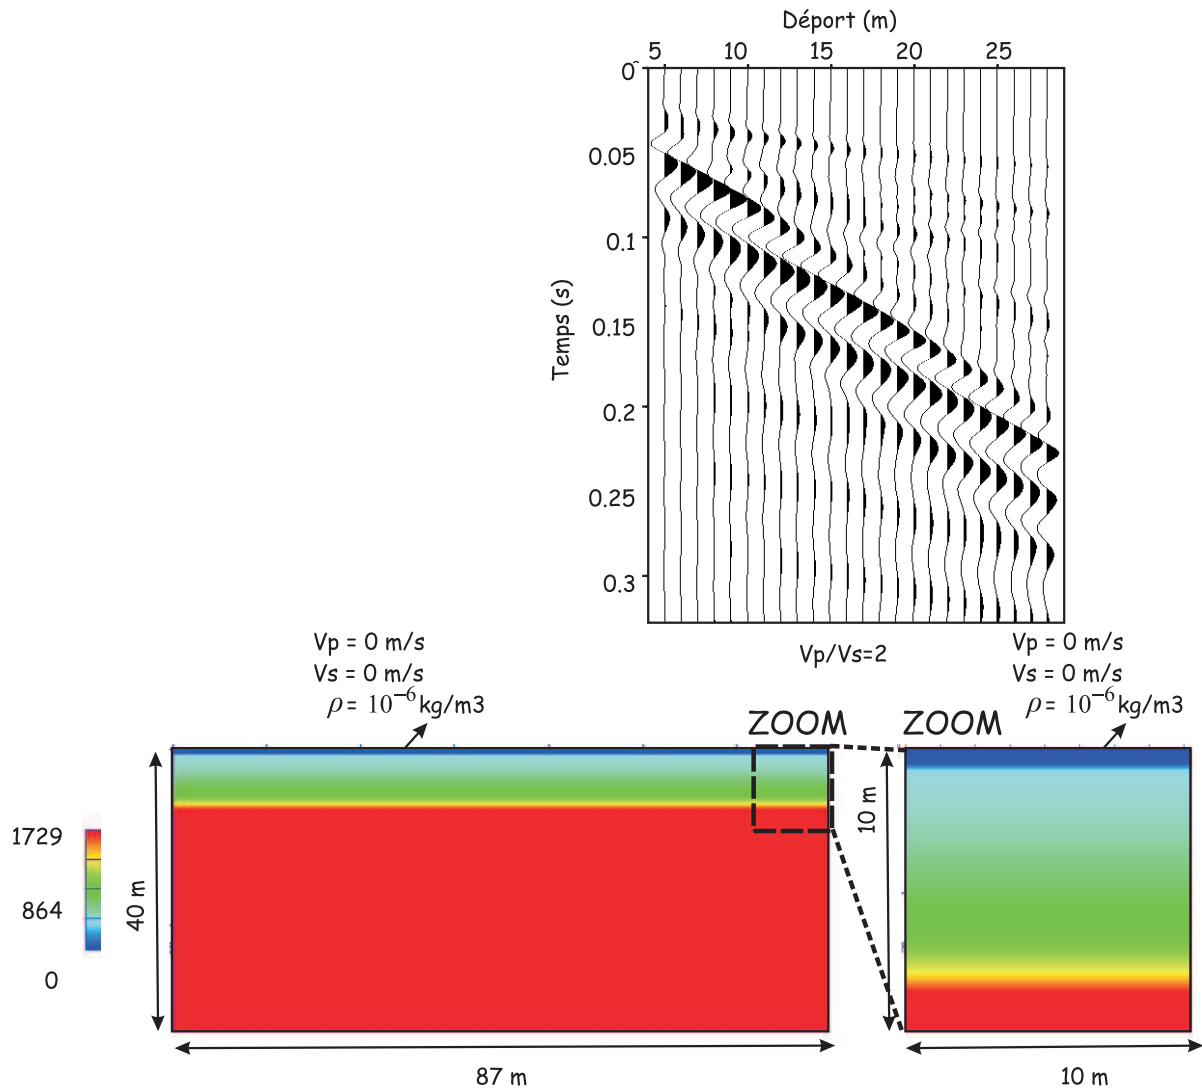 Déport (m)
5 10 15 20 25
0
0.05
0.1
0.15
0.2
0.25
0.3
Temps (s)
Vp/Vs=2
Vp = 0 m/s
Vs = 0 m/s
ρ = 10⁻⁶ kg/m3
Vp = 0 m/s
Vs = 0 m/s
ρ = 10⁻⁶ kg/m3
ZOOM
ZOOM
1729
864
0
40 m
10 m
87 m
10 m